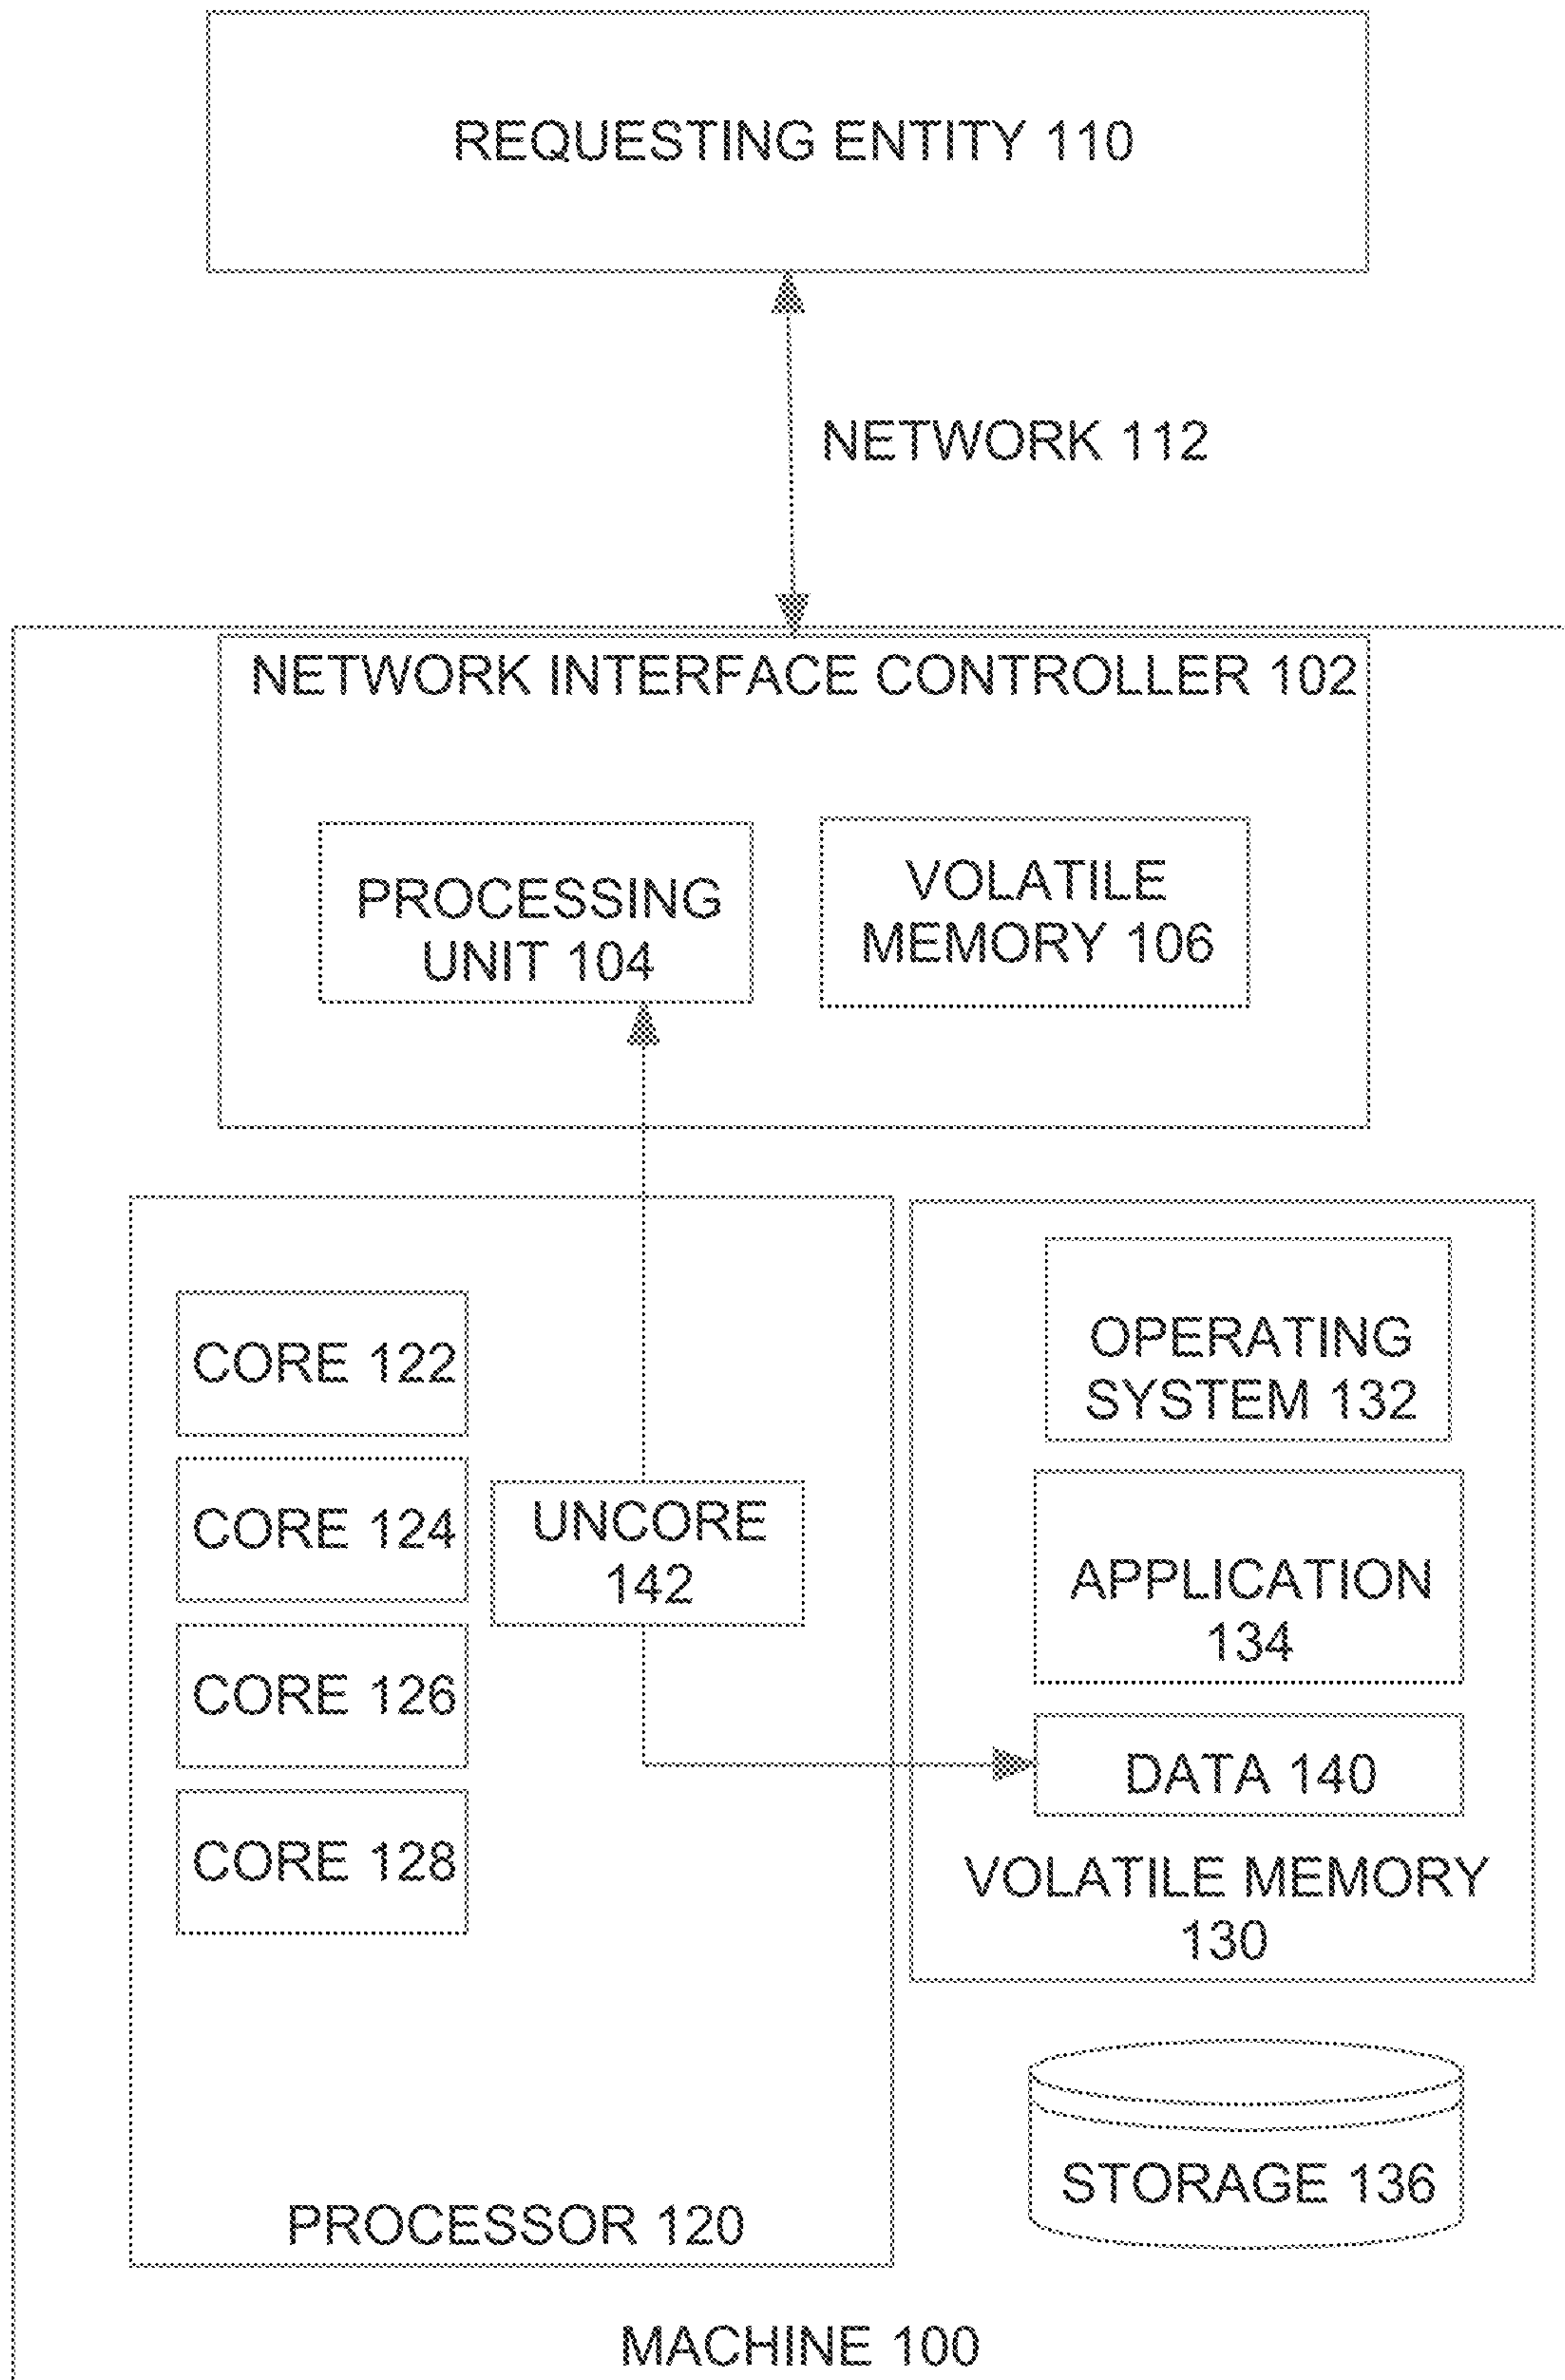 REQUESTING ENTITY 110
NETWORK 112
NETWORK INTERFACE CONTROLLER 102
PROCESSING
UNIT 104
VOLATILE
MEMORY 106
CORE 122
CORE 124
CORE 126
CORE 128
UNCORE
142
PROCESSOR 120
OPERATING
SYSTEM 132
APPLICATION
134
DATA 140
VOLATILE MEMORY
130
STORAGE 136
MACHINE 100